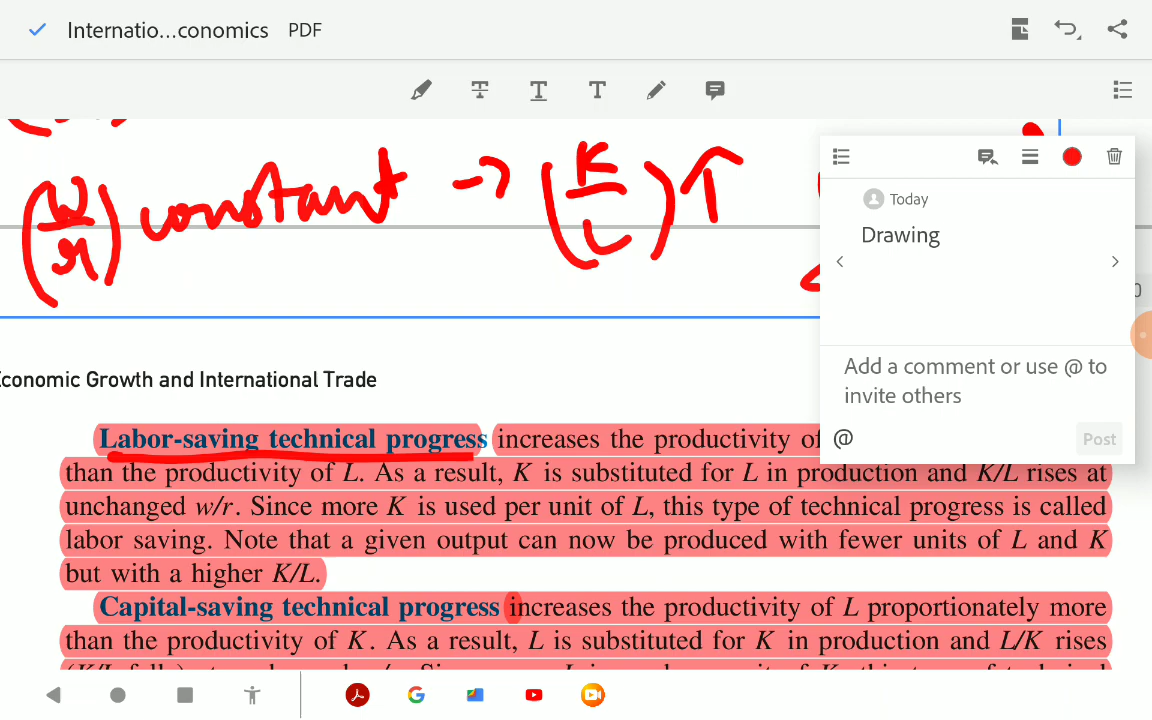 Internatio…conomics PDF
(w/r) constant → (K/L) ↑
Today
Drawing
Add a comment or use @ to
invite others
@ Post
0
Economic Growth and International Trade
Labor-saving technical progress increases the productivity of
than the productivity of L. As a result, K is substituted for L in production and K/L rises at
unchanged w/r. Since more K is used per unit of L, this type of technical progress is called
labor saving. Note that a given output can now be produced with fewer units of L and K
but with a higher K/L.
Capital-saving technical progress increases the productivity of L proportionately more
than the productivity of K. As a result, L is substituted for K in production and L/K rises